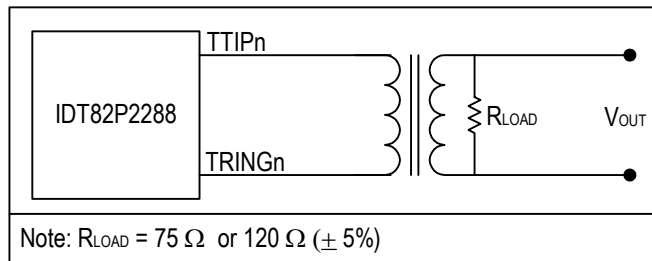 TTIPn
IDT82P2288
RLOAD
VOUT
TRINGn
Note: RLOAD = 75 Ω or 120 Ω (± 5%)